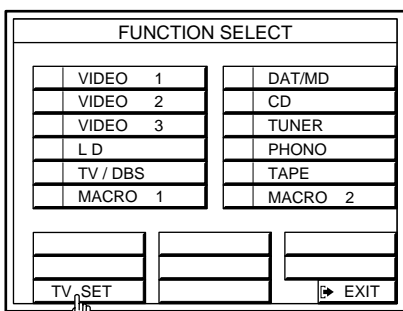 FUNCTION SELECT
VIDEO 1
VIDEO 2
VIDEO 3
L D
TV / DBS
MACRO 1
DAT/MD
CD
TUNER
PHONO
TAPE
MACRO 2
TV SET
EXIT